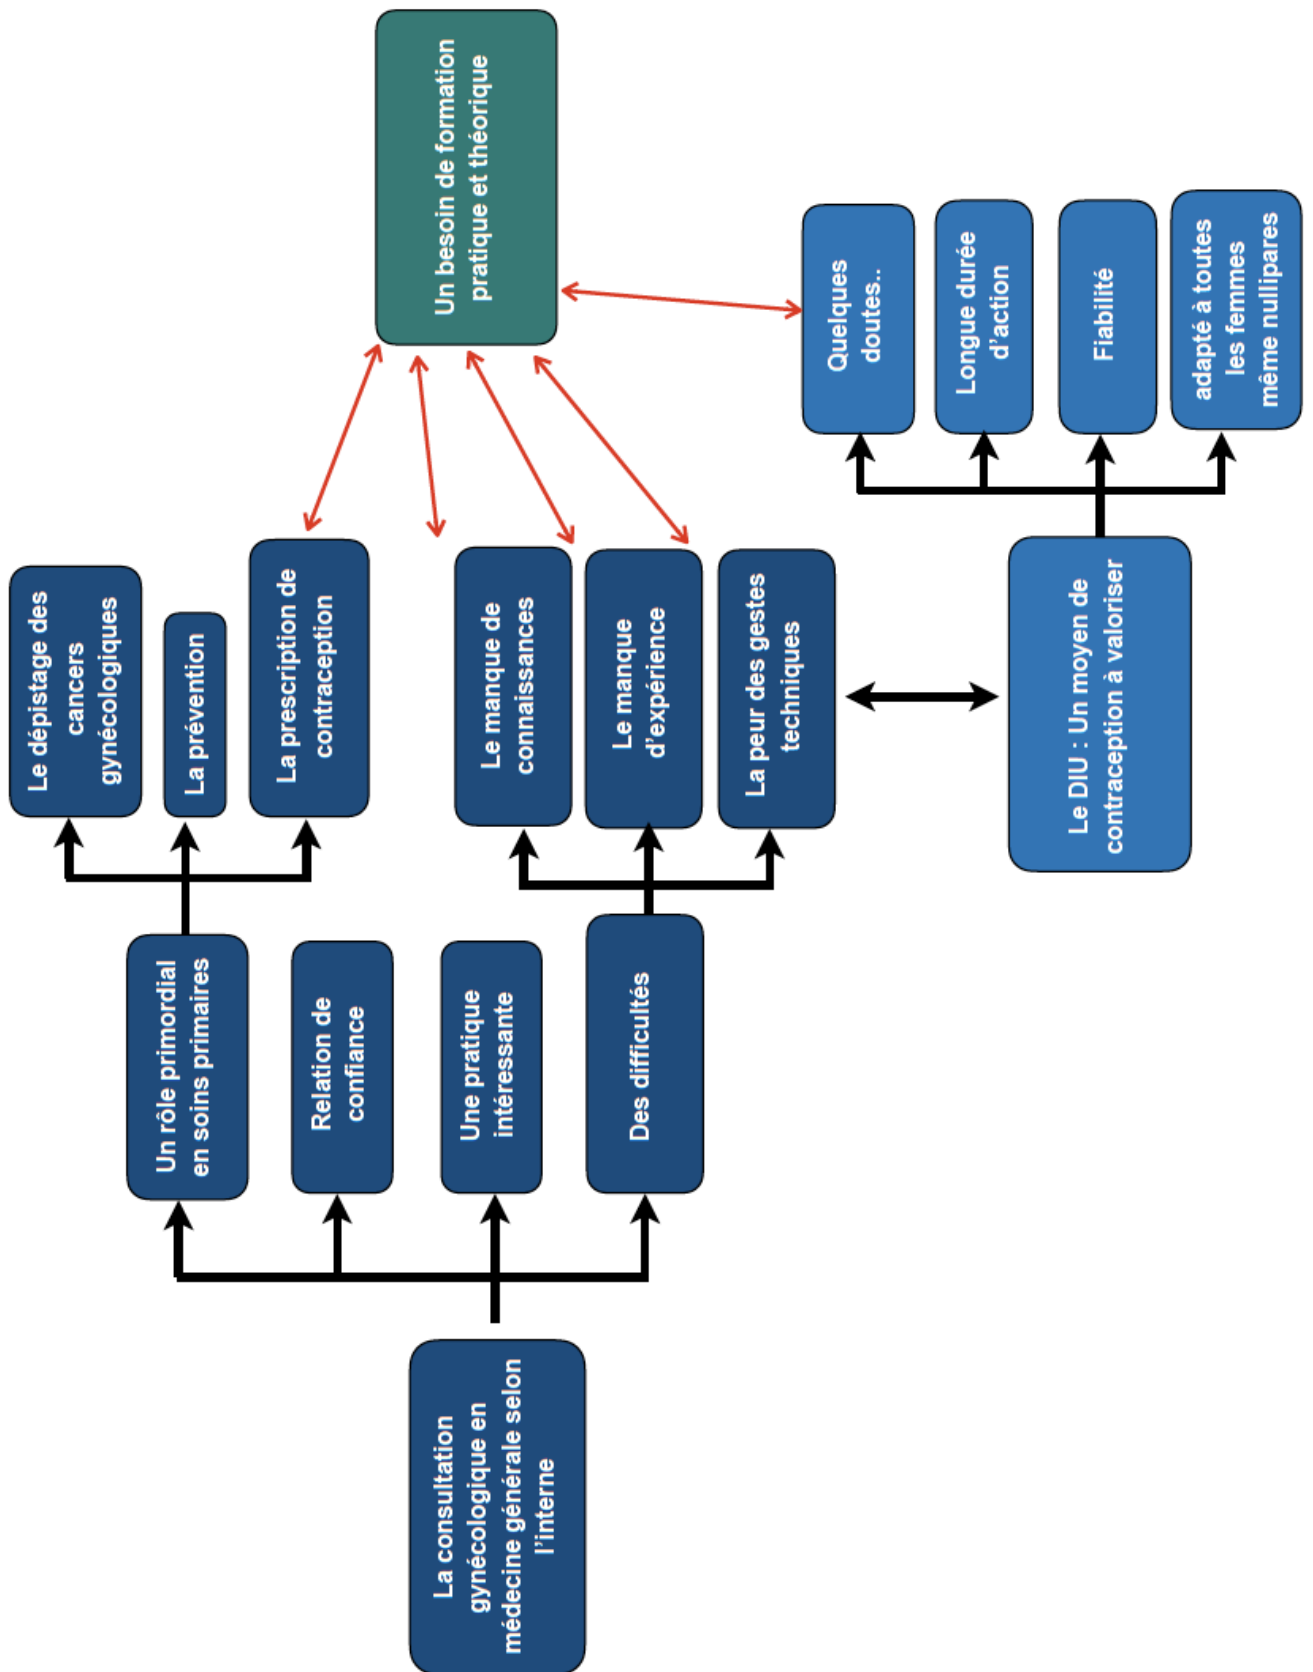 La consultation
gynécologique en
médecine générale selon
l'interne
Un rôle primordial
en soins primaires
Relation de
confiance
Une pratique
intéressante
Des difficultés
Le dépistage des
cancers
gynécologiques
La prévention
La prescription de
contraception
Le manque de
connaissances
Le manque
d'expérience
La peur des gestes
techniques
Le DIU : Un moyen de
contraception à valoriser
Quelques
doutes..
Longue durée
d'action
Fiabilité
adapté à toutes
les femmes
même nullipares
Un besoin de formation
pratique et théorique